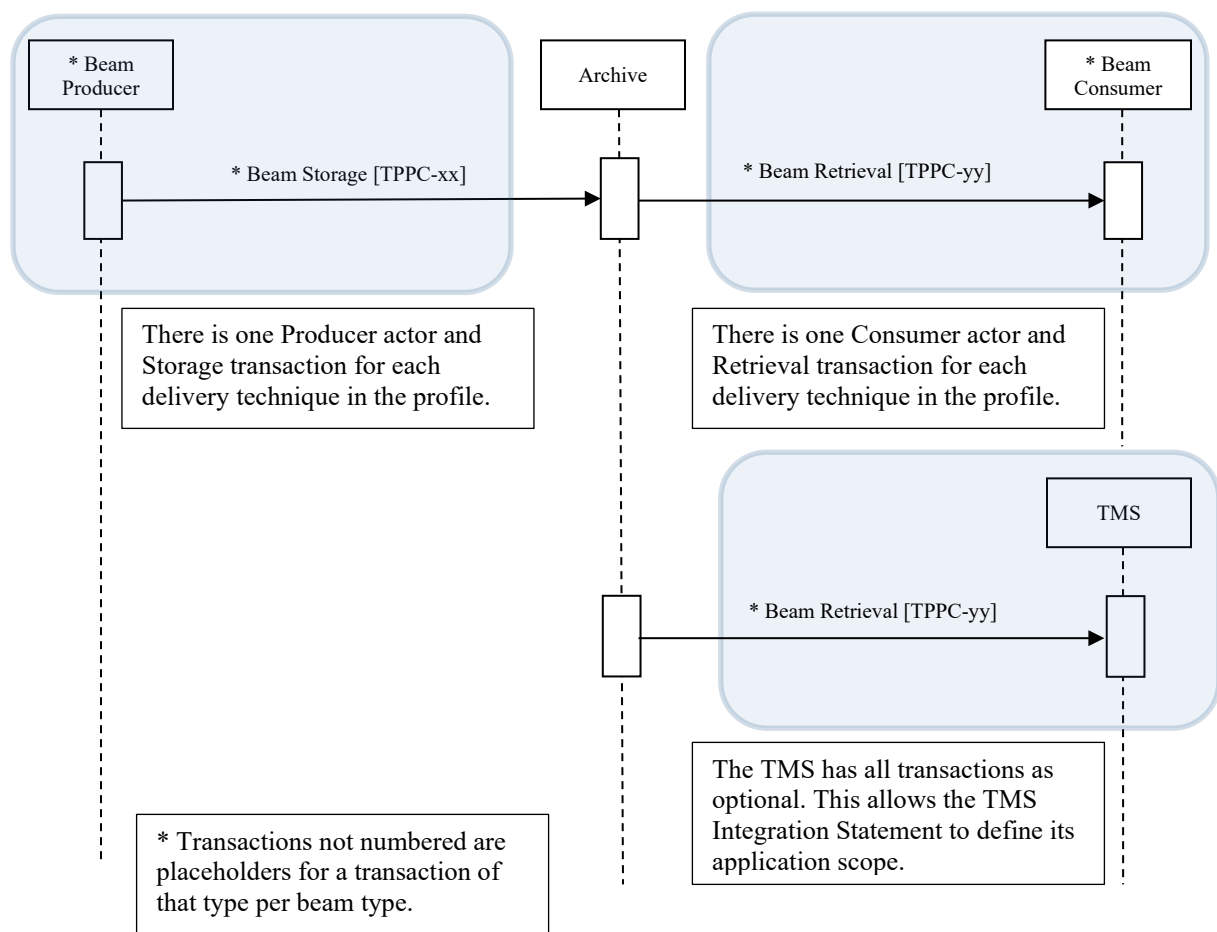 * Beam
Producer
Archive
* Beam
Consumer
* Beam Storage [TPPC-xx]
* Beam Retrieval [TPPC-yy]
There is one Producer actor and
Storage transaction for each
delivery technique in the profile.
There is one Consumer actor and
Retrieval transaction for each
delivery technique in the profile.
TMS
* Beam Retrieval [TPPC-yy]
The TMS has all transactions as
optional. This allows the TMS
Integration Statement to define its
application scope.
* Transactions not numbered are
placeholders for a transaction of
that type per beam type.